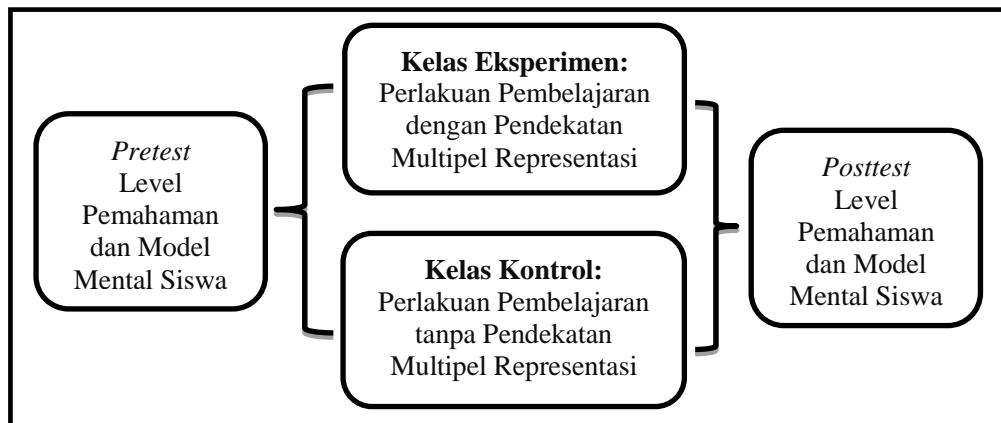 Pretest
Level
Pemahaman
dan Model
Mental Siswa
Kelas Eksperimen:
Perlakuan Pembelajaran
dengan Pendekatan
Multipel Representasi
Kelas Kontrol:
Perlakuan Pembelajaran
tanpa Pendekatan
Multipel Representasi
Posttest
Level
Pemahaman
dan Model
Mental Siswa